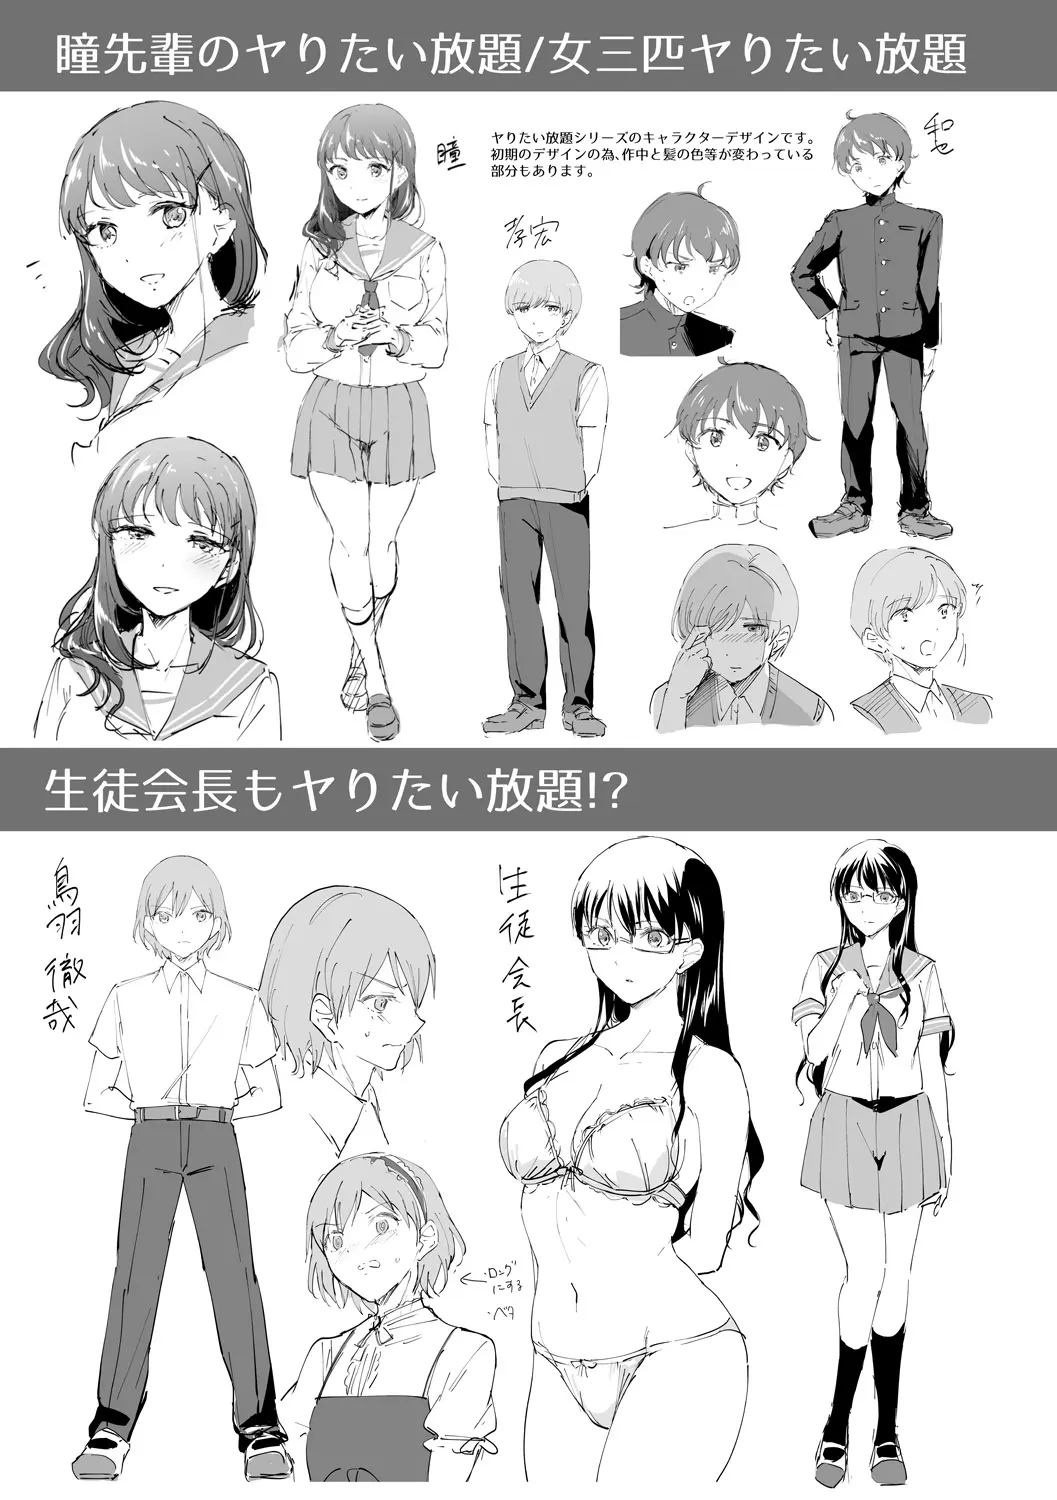 瞳先輩のヤりたい放題/女三匹ヤりたい放題
瞳
ヤりたい放題シリーズのキャラクターデザインです。
初期のデザインの為、作中と髪の色等が変わっている
部分もあります。
和也
孝宏
生徒会長もヤりたい放題!?
鳥羽 徹哉
生徒会長
・ロング
にする
・ベタ